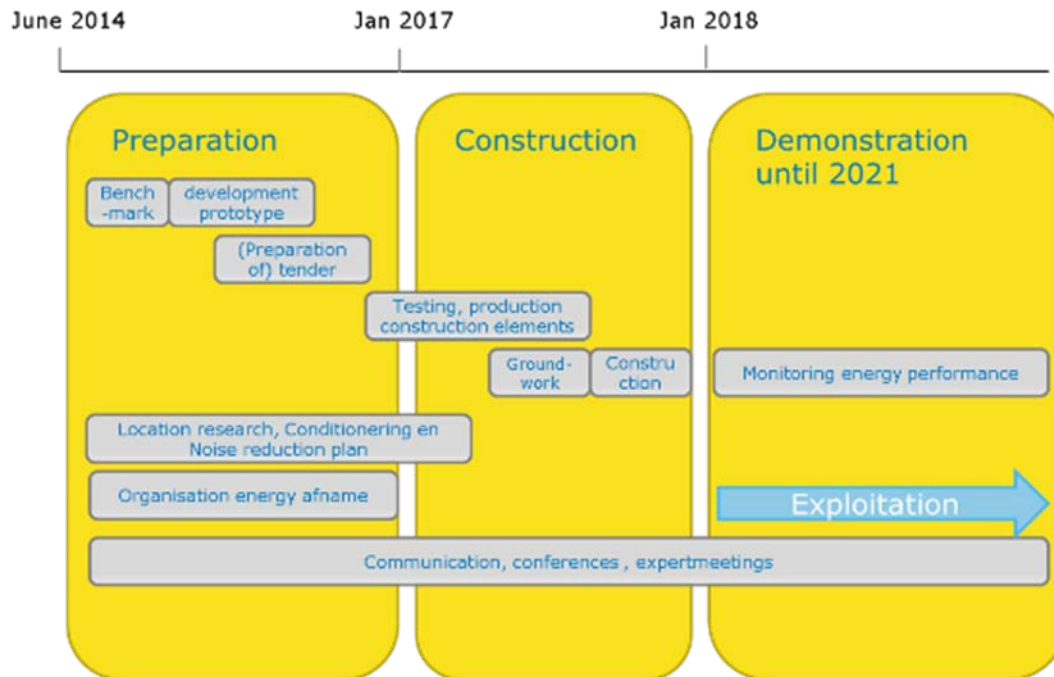 June 2014
Jan 2017
Jan 2018
Preparation
Construction
Demonstration
until 2021
Bench
-mark
development
prototype
(Preparation
of) tender
Testing, production
construction elements
Ground-
work
Constru
ction
Monitoring energy performance
Location research, Conditionering en
Noise reduction plan
Organisation energy afname
Exploitation
Communication, conferences , expertmeetings